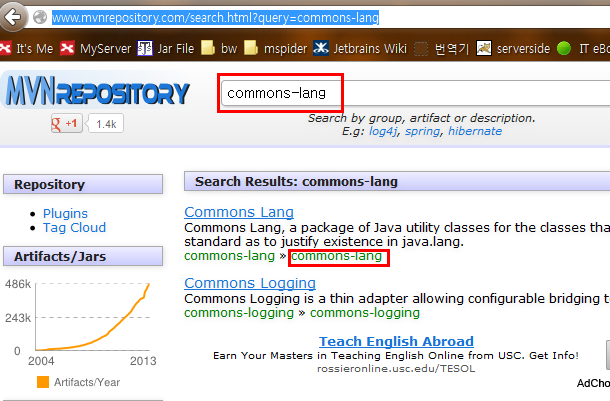 www.mvnrepository.com/search.html?query=commons-lang
It's Me MyServer Jar File bw mspider Jetbrains Wiki 번역기 serverside IT eBo
MVNREPOSITORY
commons-lang
+1 1.4k
Search by group, artifact or description.
E.g: log4j, spring, hibernate
Repository
Plugins
Tag Cloud
Artifacts/Jars
486k
243k
0
2004 2013
Artifacts/Year
Search Results: commons-lang
Commons Lang
Commons Lang, a package of Java utility classes for the classes tha
standard as to justify existence in java.lang.
commons-lang » commons-lang
Commons Logging
Commons Logging is a thin adapter allowing configurable bridging to
commons-logging » commons-logging
Teach English Abroad
Earn Your Masters in Teaching English Online from USC. Get Info!
rossieronline.usc.edu/TESOL
AdCho